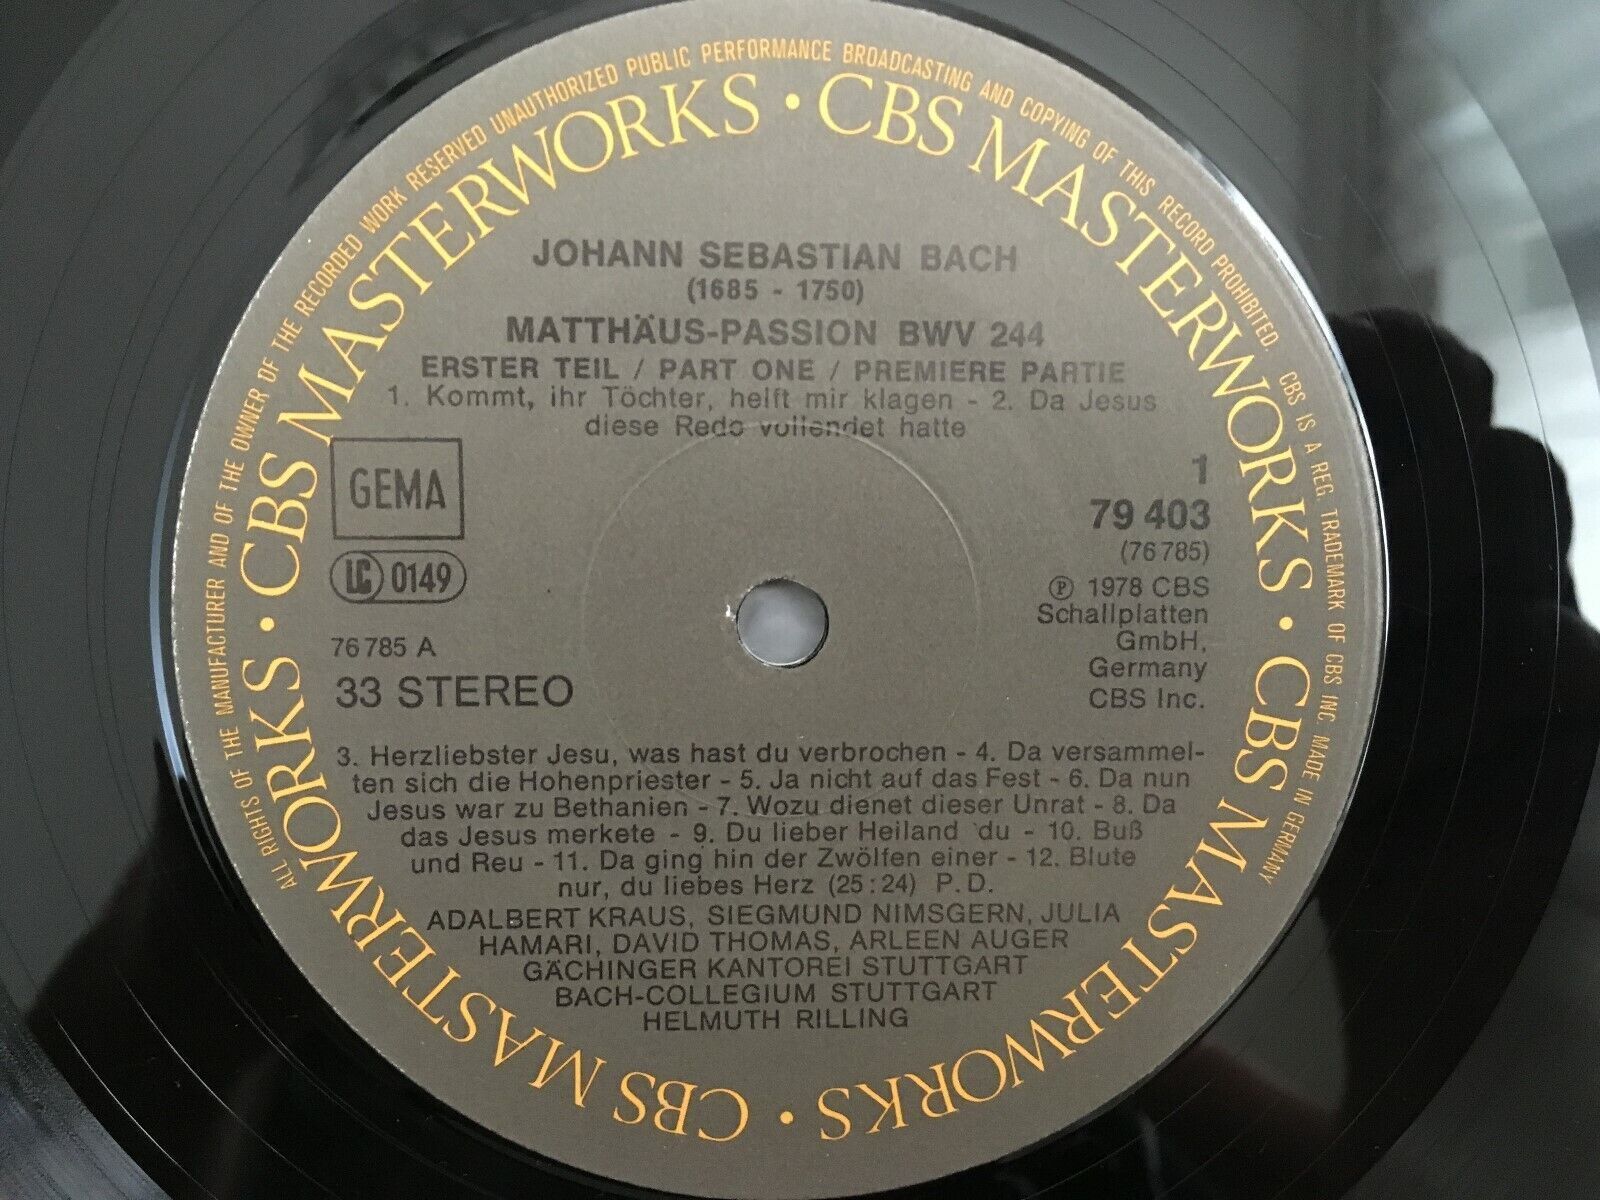 ALL RIGHTS OF THE MANUFACTURER AND OF THE OWNER OF THE RECORDED WORK RESERVED UNAUTHORIZED PUBLIC PERFORMANCE BROADCASTING AND COPYING OF THIS RECORD PROHIBITED. CBS IS A REG. TRADEMARK OF CBS INC. MADE IN GERMANY
CBS MASTERWORKS · CBS MASTERWORKS · CBS MASTERWORKS · CBS MASTERWORKS ·
JOHANN SEBASTIAN BACH
(1685 - 1750)
MATTHÄUS-PASSION BWV 244
ERSTER TEIL / PART ONE / PREMIERE PARTIE
1. Kommt, ihr Töchter, helft mir klagen - 2. Da Jesus
diese Rede vollendet hatte
GEMA
LC 0149
76 785 A
33 STEREO
1
79 403
(76 785)
Ⓟ 1978 CBS
Schallplatten
GmbH,
Germany
CBS Inc.
3. Herzliebster Jesu, was hast du verbrochen - 4. Da versammel-
ten sich die Hohenpriester - 5. Ja nicht auf das Fest - 6. Da nun
Jesus war zu Bethanien - 7. Wozu dienet dieser Unrat - 8. Da
das Jesus merkete - 9. Du lieber Heiland du - 10. Buß
und Reu - 11. Da ging hin der Zwölfen einer - 12. Blute
nur, du liebes Herz (25:24) P.D.
ADALBERT KRAUS, SIEGMUND NIMSGERN, JULIA
HAMARI, DAVID THOMAS, ARLEEN AUGER
GÄCHINGER KANTOREI STUTTGART
BACH-COLLEGIUM STUTTGART
HELMUTH RILLING